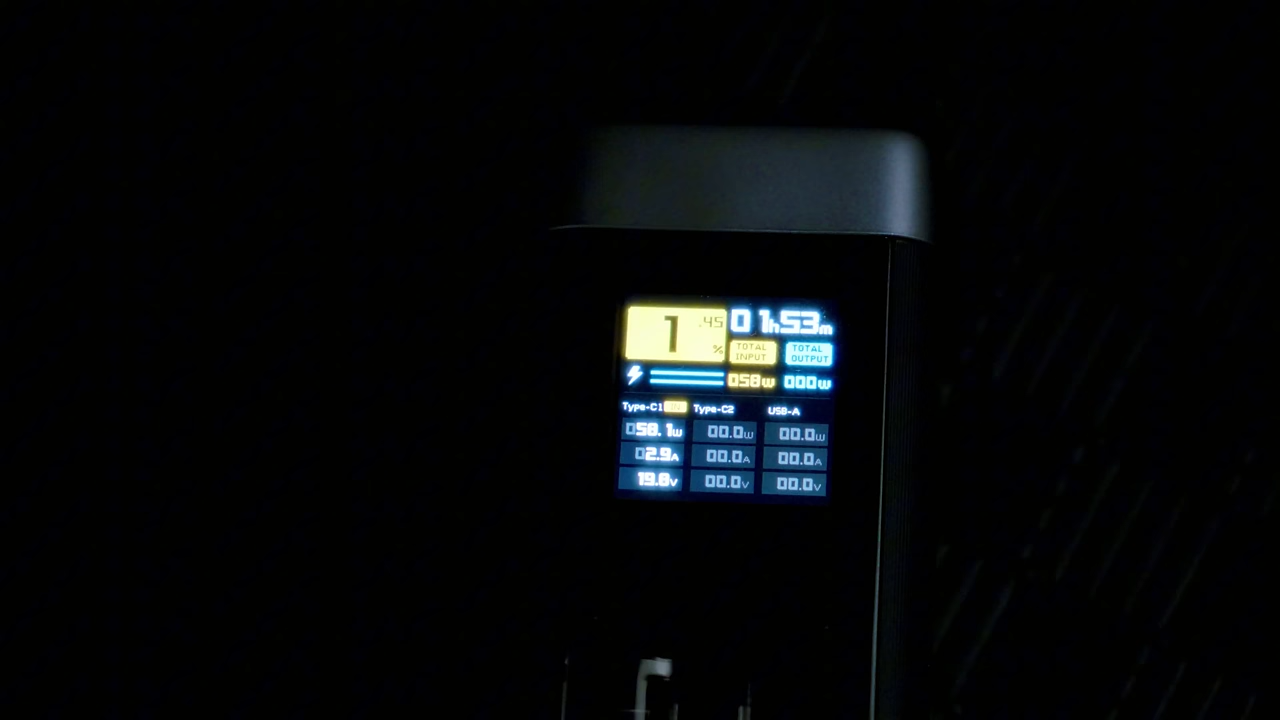 1.45% 01h53m
TOTAL INPUT TOTAL OUTPUT
058W 000W
Type-C1 Type-C2 USB-A
058.1W 00.0W 00.0W
02.9A 00.0A 00.0A
19.8V 00.0V 00.0V